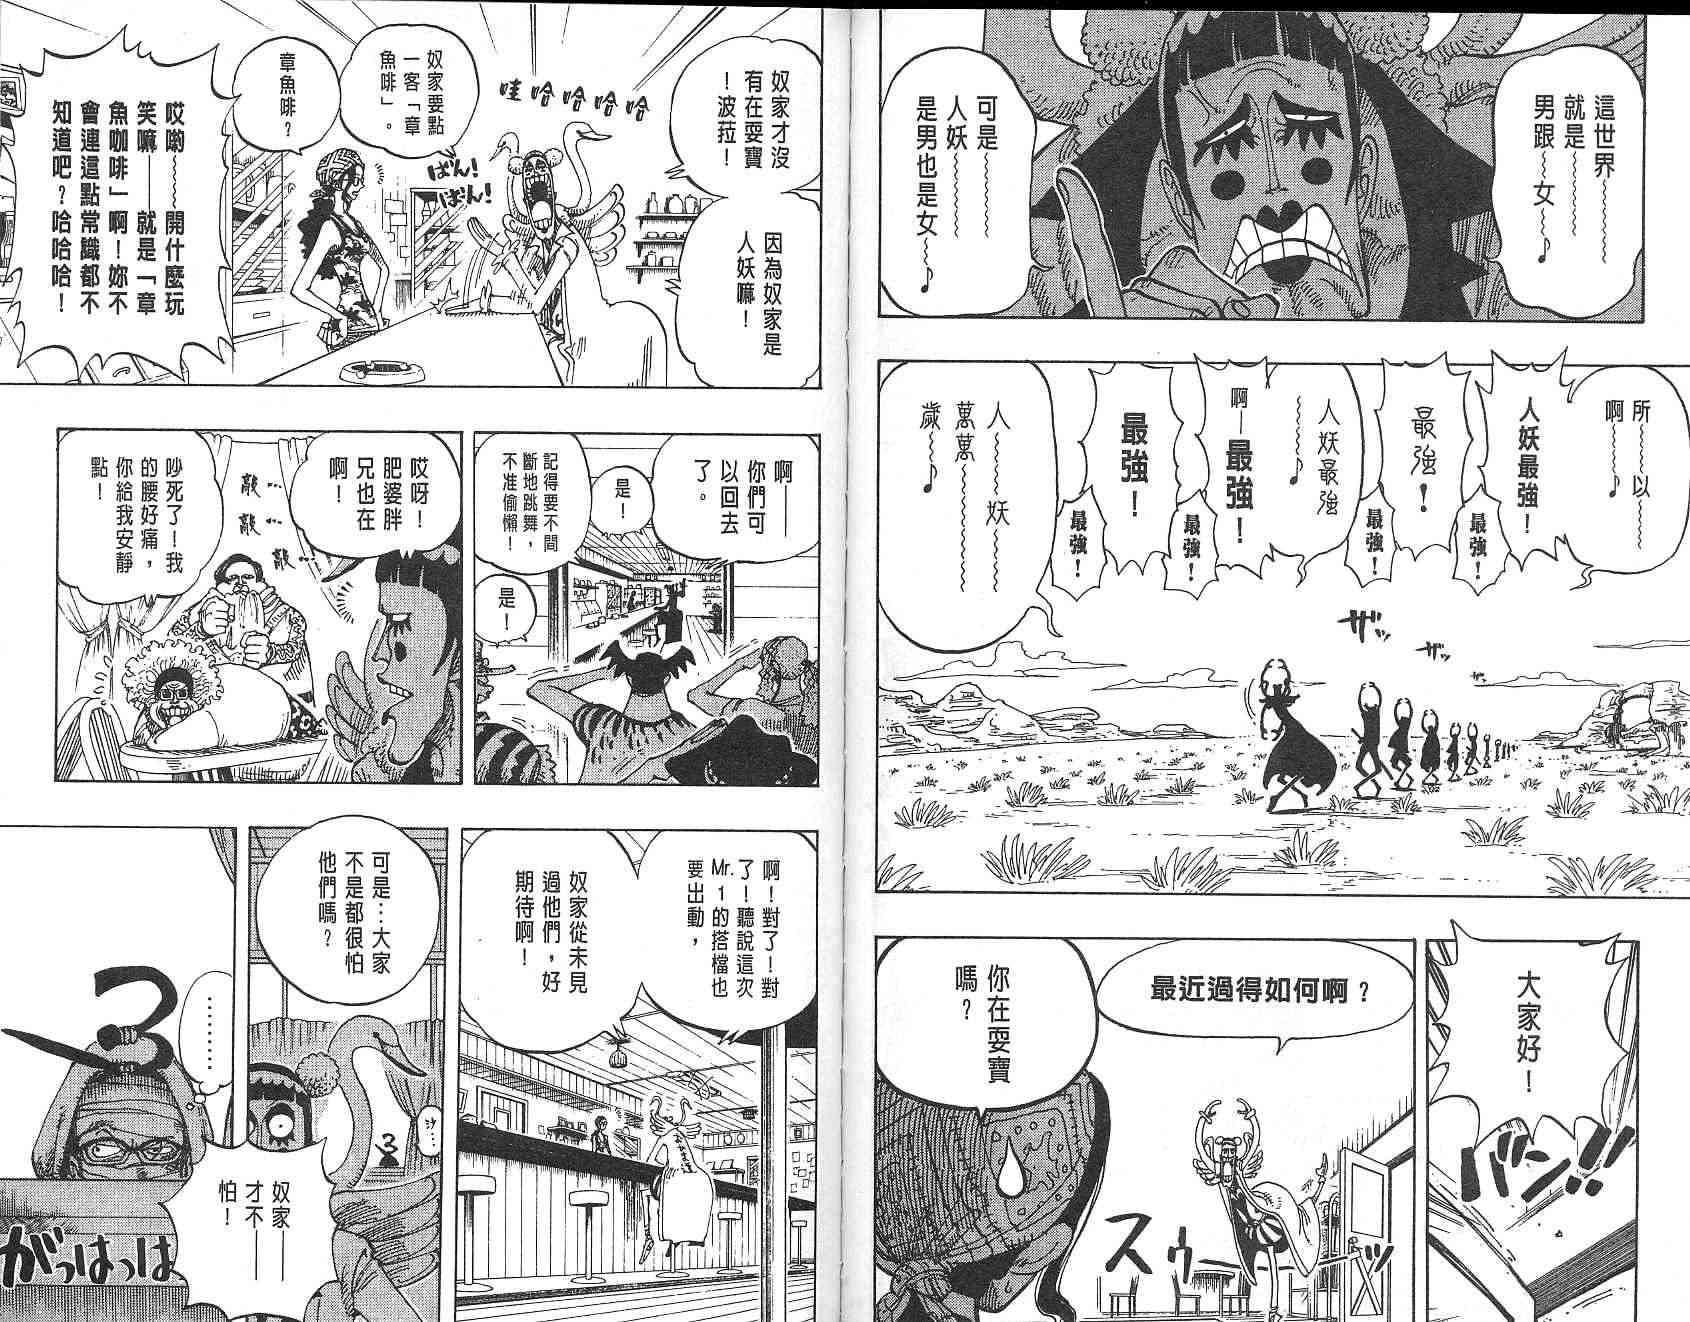 這世界～
就是～
男跟～女～♪
可是～
人妖～
是男也是女～♪
所～以～
啊～♪
人妖最強！
最強！
最強！
最強！
人妖最強
～～♪
啊—最強！
最強！
最強！
最強！
人～～妖
萬萬～～
歲～♪
ザッ
ザッ
ザッ
大家好！
バン!!
最近過得如何啊？
你在耍寶
嗎？
スウーッ
奴家才沒
有在耍寶
！波菈！
因為奴家是
人妖嘛！
哇哈哈哈哈
ばん!
ばん!
奴家要點
一客「章
魚啡」。
章魚啡？
哎喲～～開什麼玩
笑嘛——就是「章
魚咖啡」啊！妳不
會連這點常識都不
知道吧？哈哈哈！
啊——
你們可
以回去
了。
記得要不間
斷地跳舞，
不准偷懶！
是！
是！
哎呀！
肥婆胖
兄也在
啊！
敲…
敲…
敲…
吵死了！我
的腰好痛，
你給我安靜
點！
啊！對了！對
了！聽說這次
Mr.1的搭檔也
要出動，
奴家從未見
過他們，好
期待啊！
可是…大家
不是都很怕
他們嗎？
沙…
3
………
3
奴家——
才不——
怕！
がっはっは